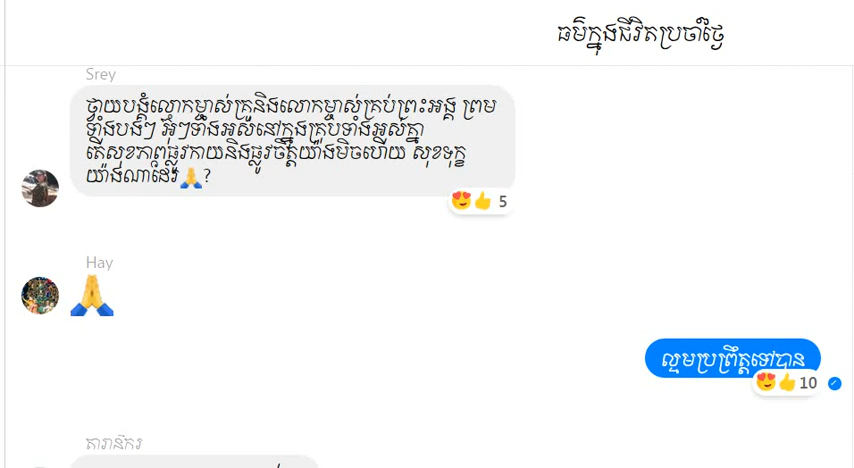 ធម៌ក្នុងជីវិតប្រចាំថ្ងៃ
Srey
ថ្វាយបង្គំលោកម្ចាស់គ្រូនិងលោកម្ចាស់គ្រប់ព្រះអង្គ ព្រម
ទាំងបងៗ អ៊ំៗទាំងអស់នៅក្នុងគ្រុបទាំងអស់គ្នា
តើសុខភាពផ្លូវកាយនិងផ្លូវចិត្តយ៉ាងមិចហើយ សុខទុក្ខ
យ៉ាងណាដែរ🙏?
😍👍 5
Hay
🙏
ល្មមប្រព្រឹត្តទៅបាន
😍👍 10
តារានិករ